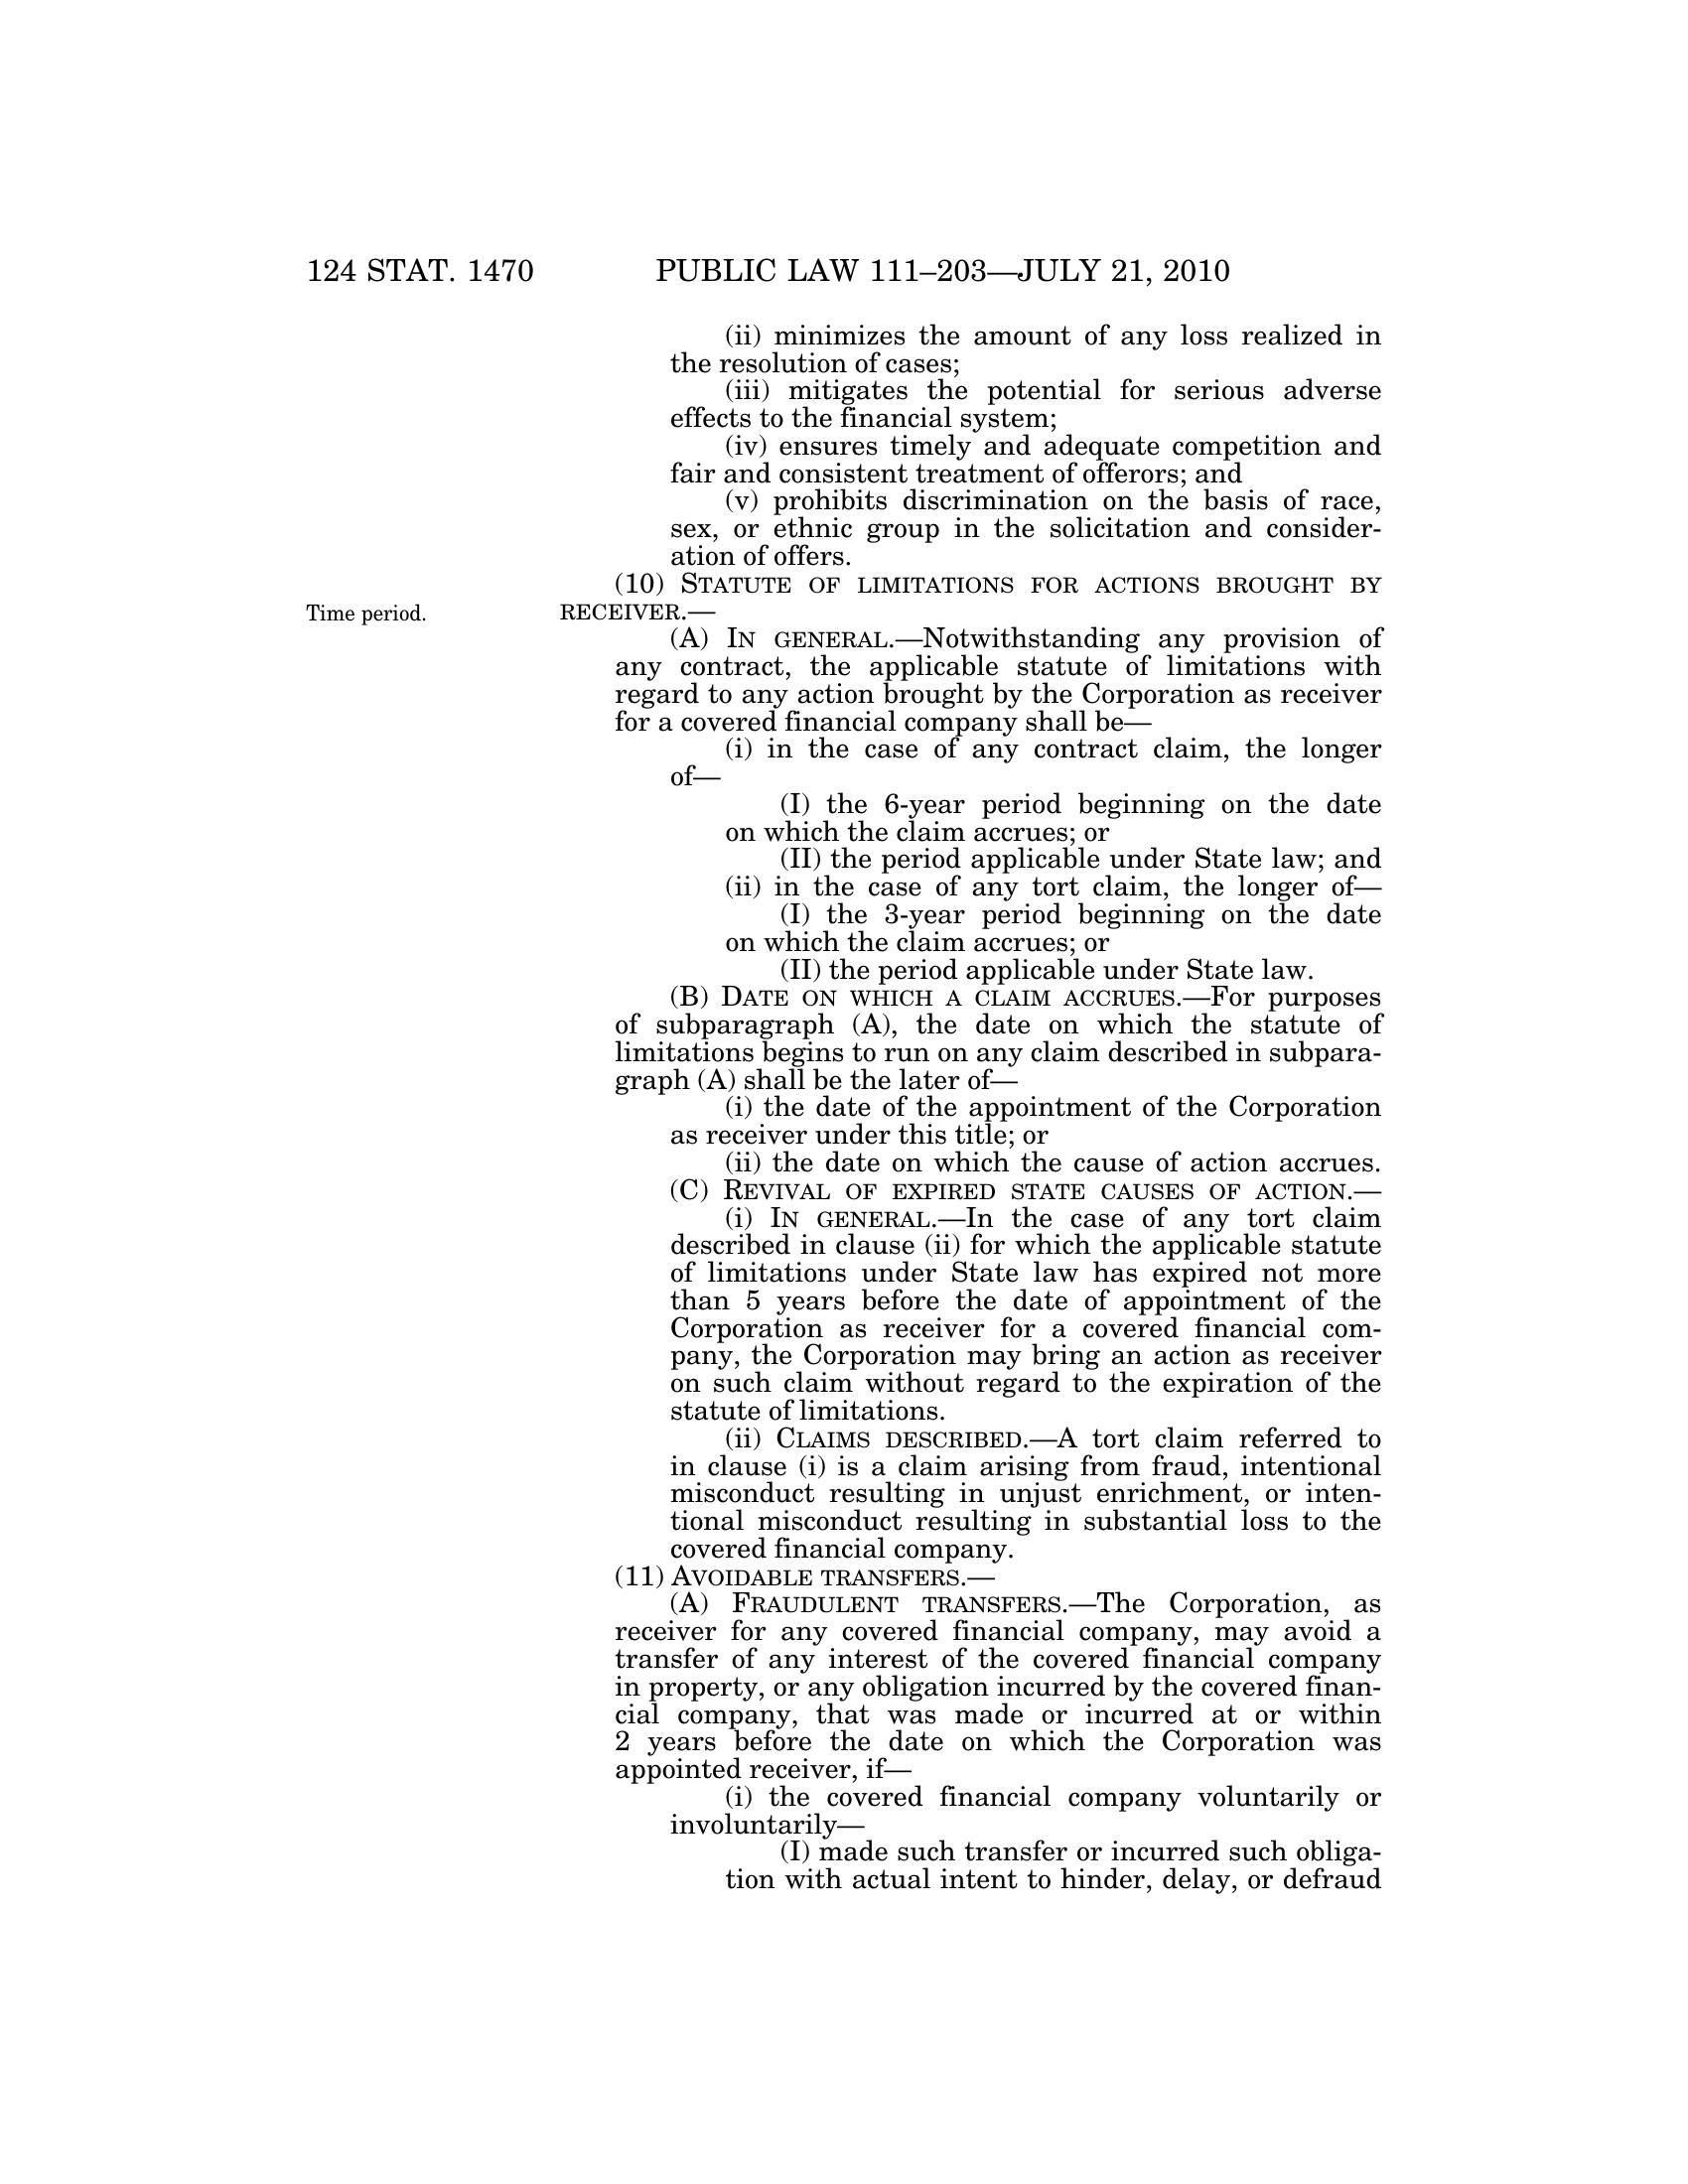 124 STAT. 1470 PUBLIC LAW 111–203—JULY 21, 2010
(ii) minimizes the amount of any loss realized in
the resolution of cases;
(iii) mitigates the potential for serious adverse
effects to the financial system;
(iv) ensures timely and adequate competition and
fair and consistent treatment of offerors; and
(v) prohibits discrimination on the basis of race,
sex, or ethnic group in the solicitation and consider-
ation of offers.
(10) STATUTE OF LIMITATIONS FOR ACTIONS BROUGHT BY
Time period.
RECEIVER.—
(A) IN GENERAL.—Notwithstanding any provision of
any contract, the applicable statute of limitations with
regard to any action brought by the Corporation as receiver
for a covered financial company shall be—
(i) in the case of any contract claim, the longer
of—
(I) the 6-year period beginning on the date
on which the claim accrues; or
(II) the period applicable under State law; and
(ii) in the case of any tort claim, the longer of—
(I) the 3-year period beginning on the date
on which the claim accrues; or
(II) the period applicable under State law.
(B) DATE ON WHICH A CLAIM ACCRUES.—For purposes
of subparagraph (A), the date on which the statute of
limitations begins to run on any claim described in subpara-
graph (A) shall be the later of—
(i) the date of the appointment of the Corporation
as receiver under this title; or
(ii) the date on which the cause of action accrues.
(C) REVIVAL OF EXPIRED STATE CAUSES OF ACTION.—
(i) IN GENERAL.—In the case of any tort claim
described in clause (ii) for which the applicable statute
of limitations under State law has expired not more
than 5 years before the date of appointment of the
Corporation as receiver for a covered financial com-
pany, the Corporation may bring an action as receiver
on such claim without regard to the expiration of the
statute of limitations.
(ii) CLAIMS DESCRIBED.—A tort claim referred to
in clause (i) is a claim arising from fraud, intentional
misconduct resulting in unjust enrichment, or inten-
tional misconduct resulting in substantial loss to the
covered financial company.
(11) AVOIDABLE TRANSFERS.—
(A) FRAUDULENT TRANSFERS.—The Corporation, as
receiver for any covered financial company, may avoid a
transfer of any interest of the covered financial company
in property, or any obligation incurred by the covered finan-
cial company, that was made or incurred at or within
2 years before the date on which the Corporation was
appointed receiver, if—
(i) the covered financial company voluntarily or
involuntarily—
(I) made such transfer or incurred such obliga-
tion with actual intent to hinder, delay, or defraud